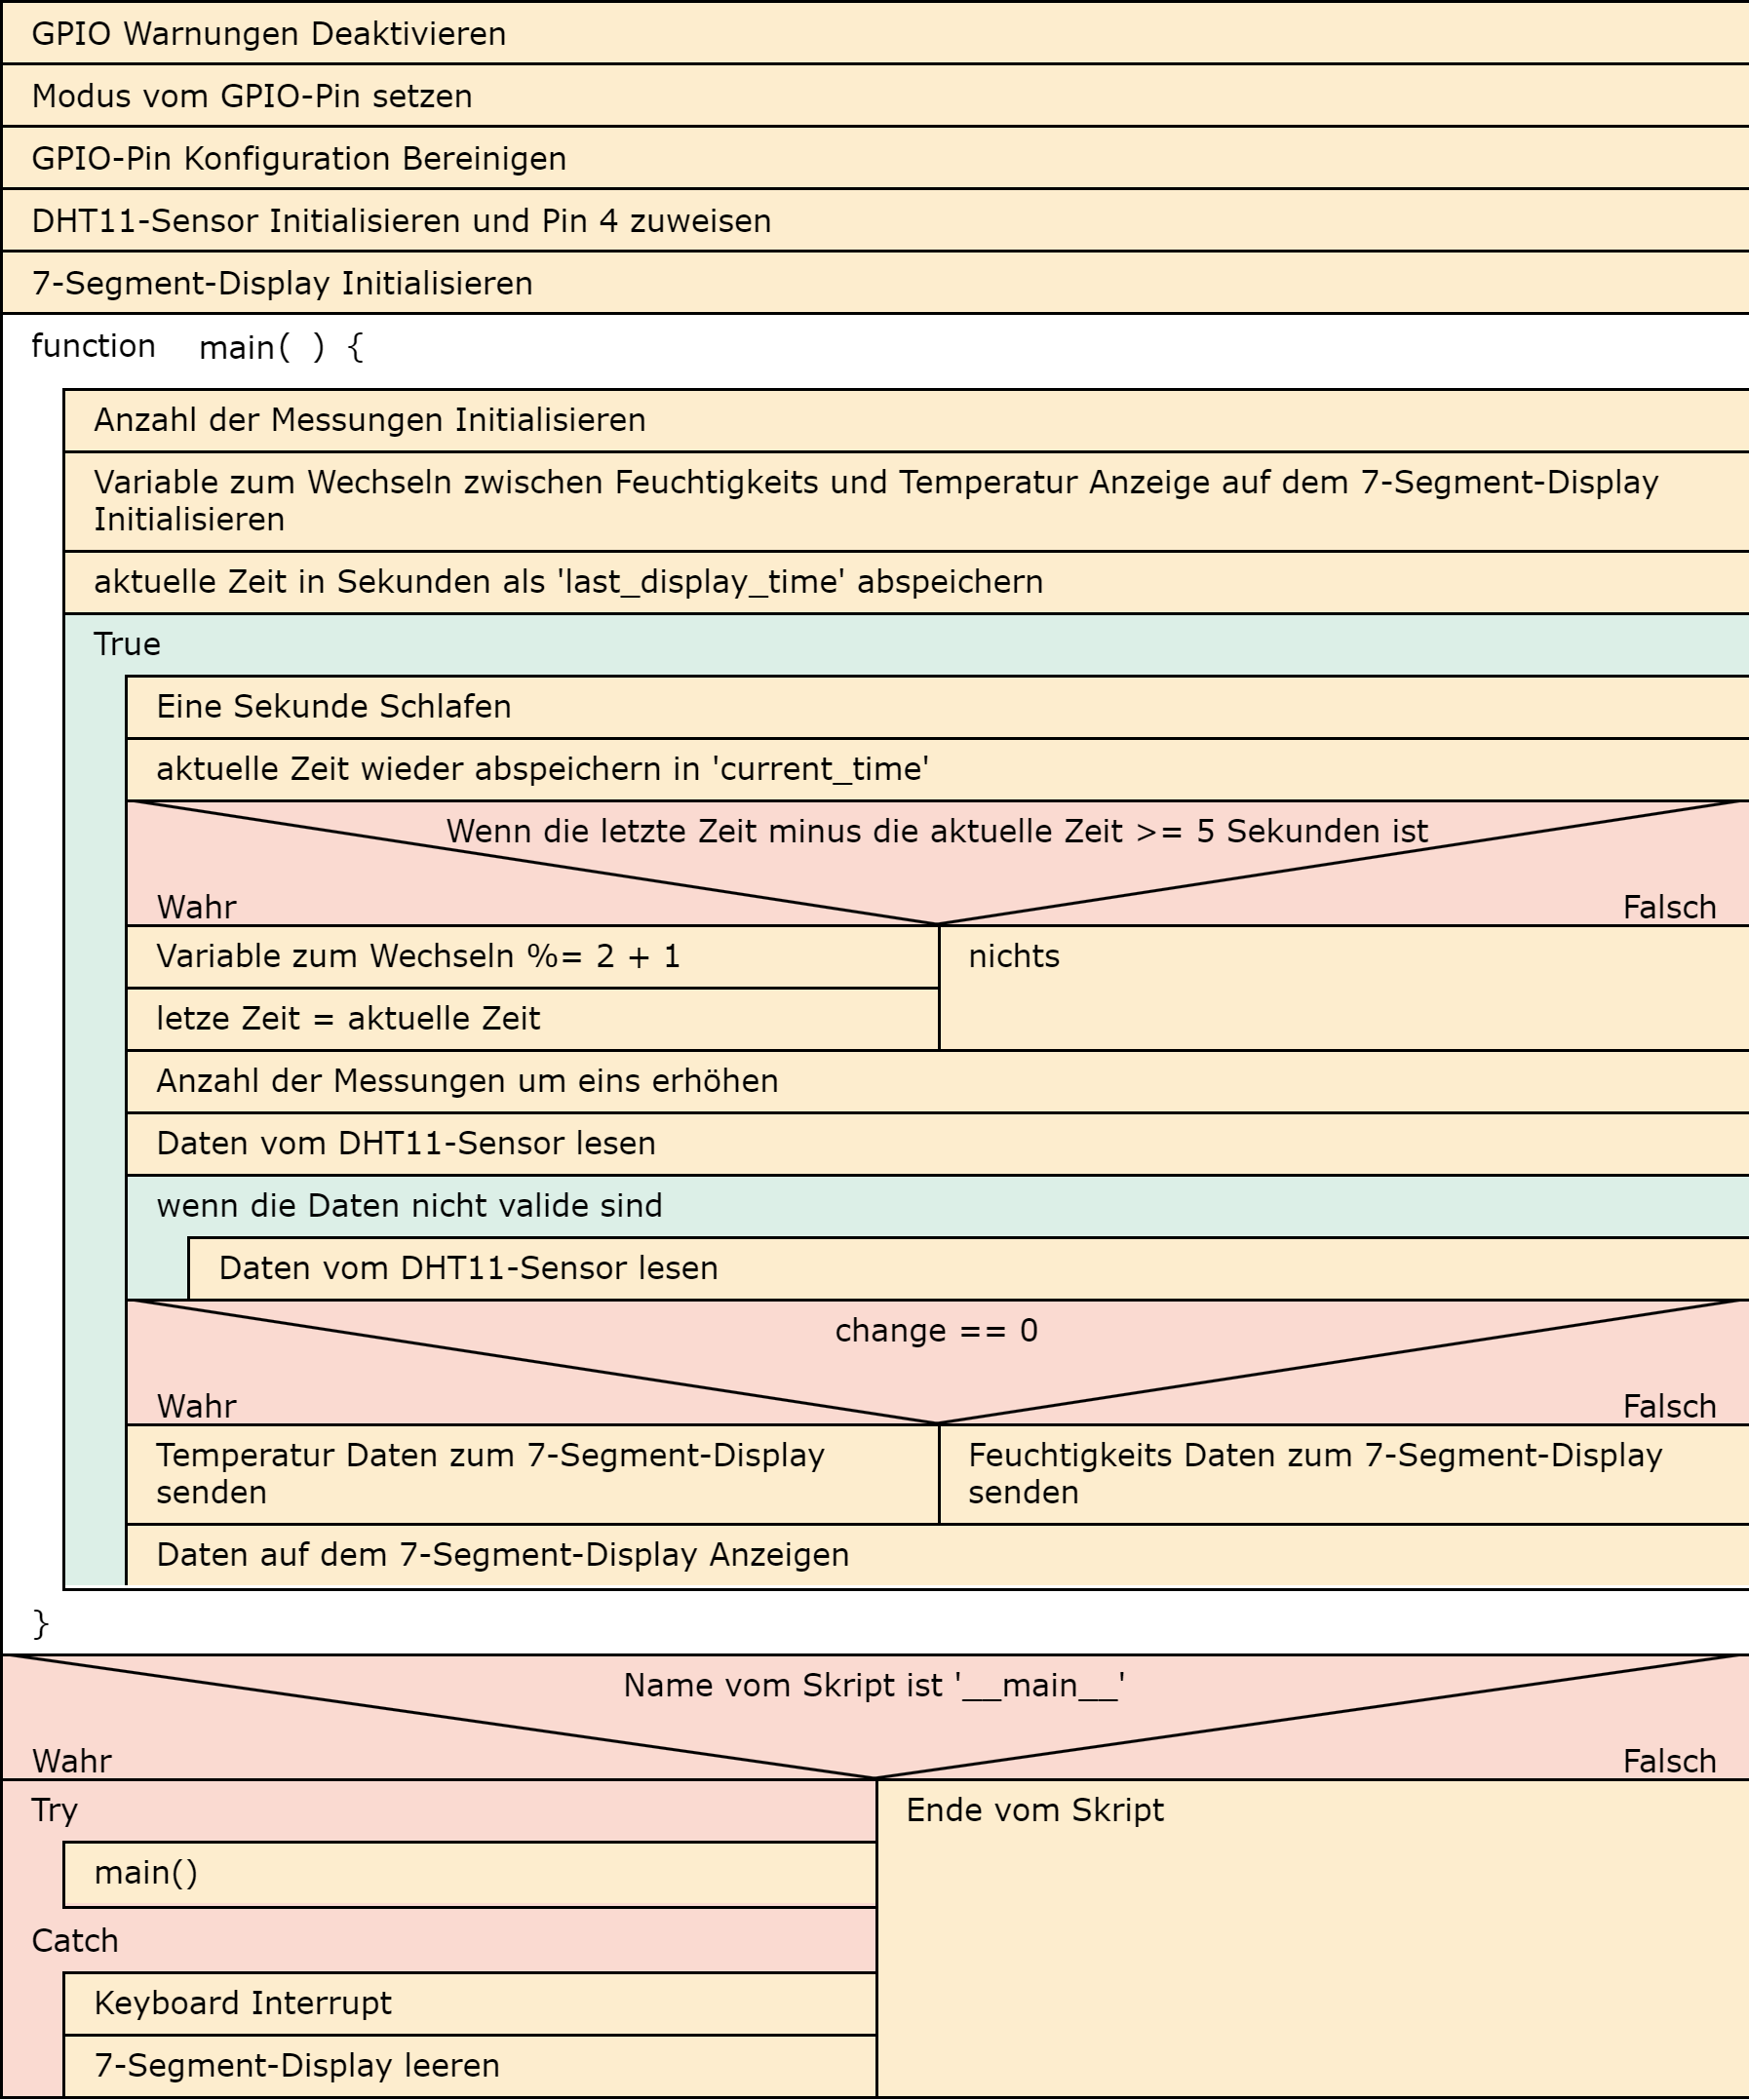 GPIO Warnungen Deaktivieren
Modus vom GPIO-Pin setzen
GPIO-Pin Konfiguration Bereinigen
DHT11-Sensor Initialisieren und Pin 4 zuweisen
7-Segment-Display Initialisieren
function main( ) {
Anzahl der Messungen Initialisieren
Variable zum Wechseln zwischen Feuchtigkeits und Temperatur Anzeige auf dem 7-Segment-Display
Initialisieren
aktuelle Zeit in Sekunden als 'last_display_time' abspeichern
True
Eine Sekunde Schlafen
aktuelle Zeit wieder abspeichern in 'current_time'
Wenn die letzte Zeit minus die aktuelle Zeit >= 5 Sekunden ist
Wahr Falsch
Variable zum Wechseln %= 2 + 1 nichts
letze Zeit = aktuelle Zeit
Anzahl der Messungen um eins erhöhen
Daten vom DHT11-Sensor lesen
wenn die Daten nicht valide sind
Daten vom DHT11-Sensor lesen
change == 0
Wahr Falsch
Temperatur Daten zum 7-Segment-Display
senden
Feuchtigkeits Daten zum 7-Segment-Display
senden
Daten auf dem 7-Segment-Display Anzeigen
}
Name vom Skript ist '__main__'
Wahr Falsch
Try
main()
Catch
Keyboard Interrupt
7-Segment-Display leeren
Ende vom Skript